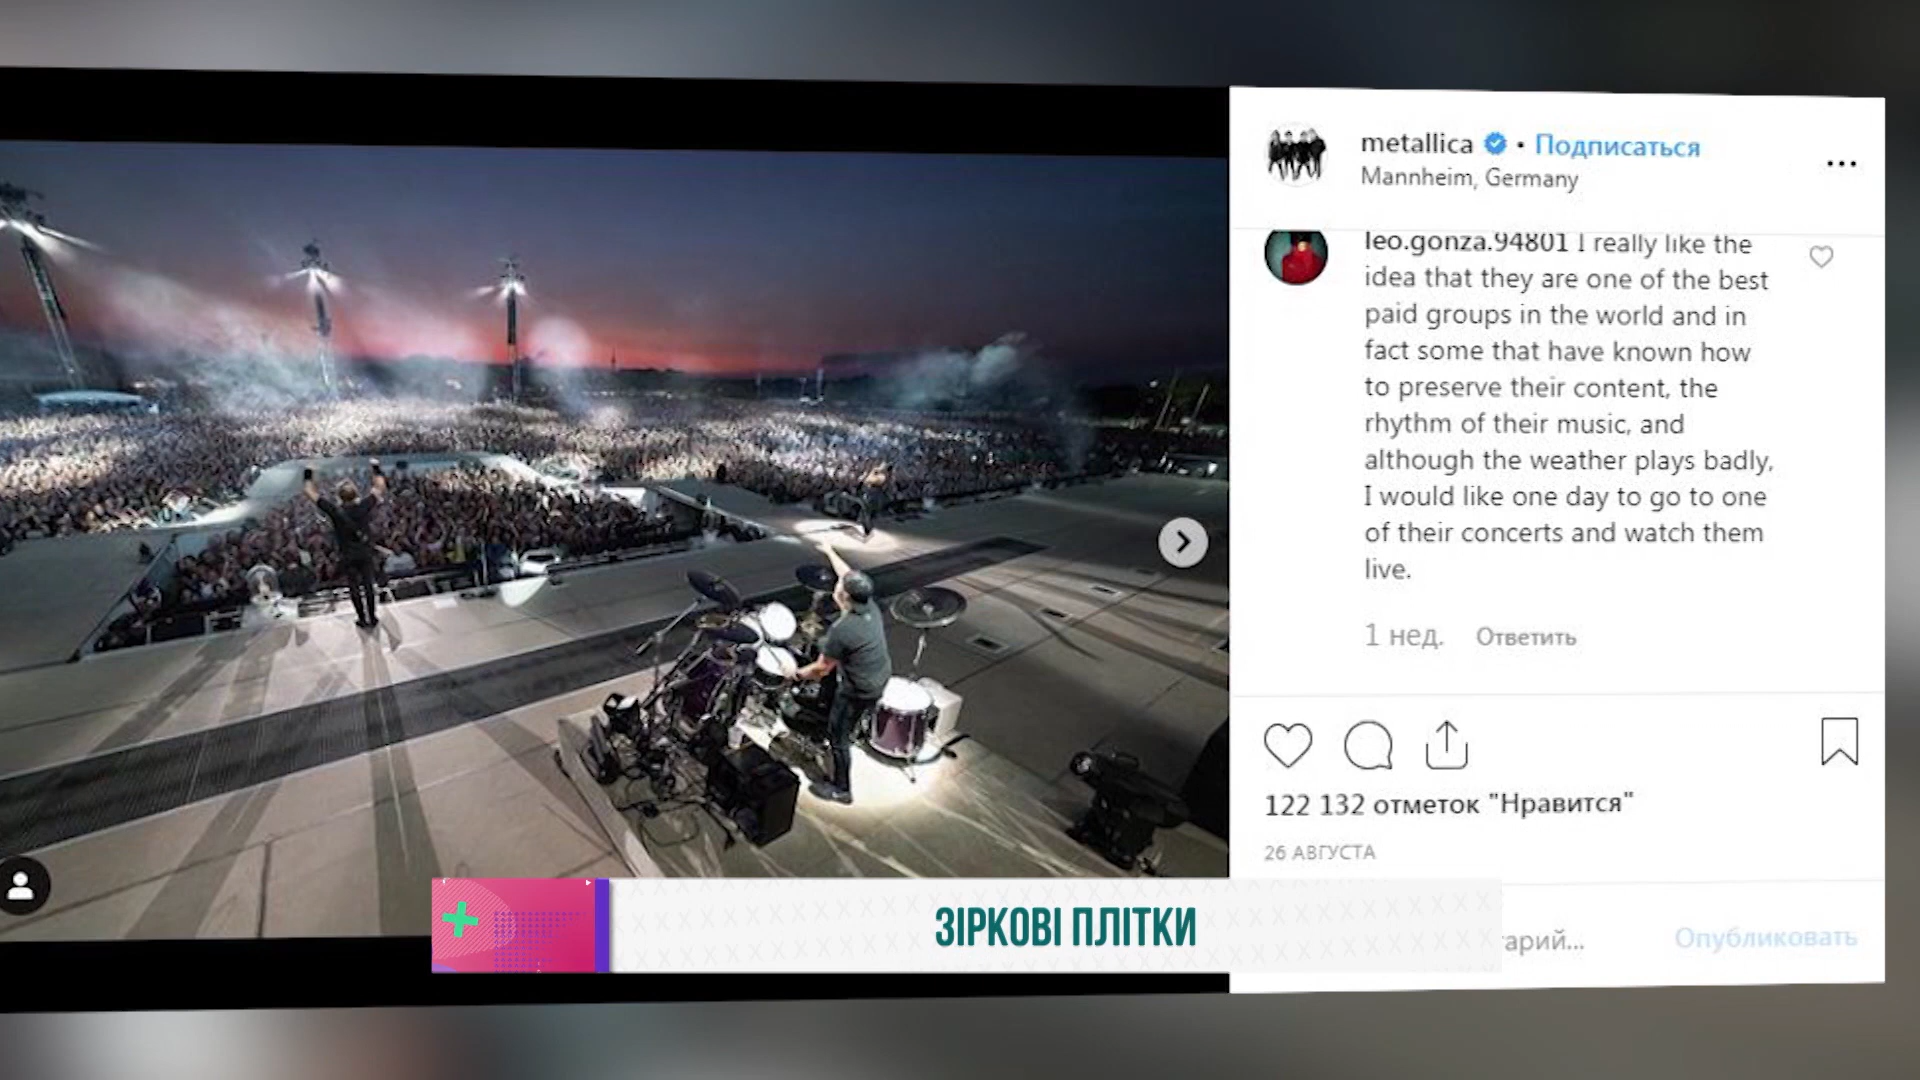 metallica • Подписаться
Mannheim, Germany
leo.gonza.94801 I really like the
idea that they are one of the best
paid groups in the world and in
fact some that have known how
to preserve their content, the
rhythm of their music, and
although the weather plays badly,
I would like one day to go to one
of their concerts and watch them
live.
1 нед. Ответить
122 132 отметок "Нравится"
26 АВГУСТА
арий...
Опубликовать
ЗІРКОВІ ПЛІТКИ